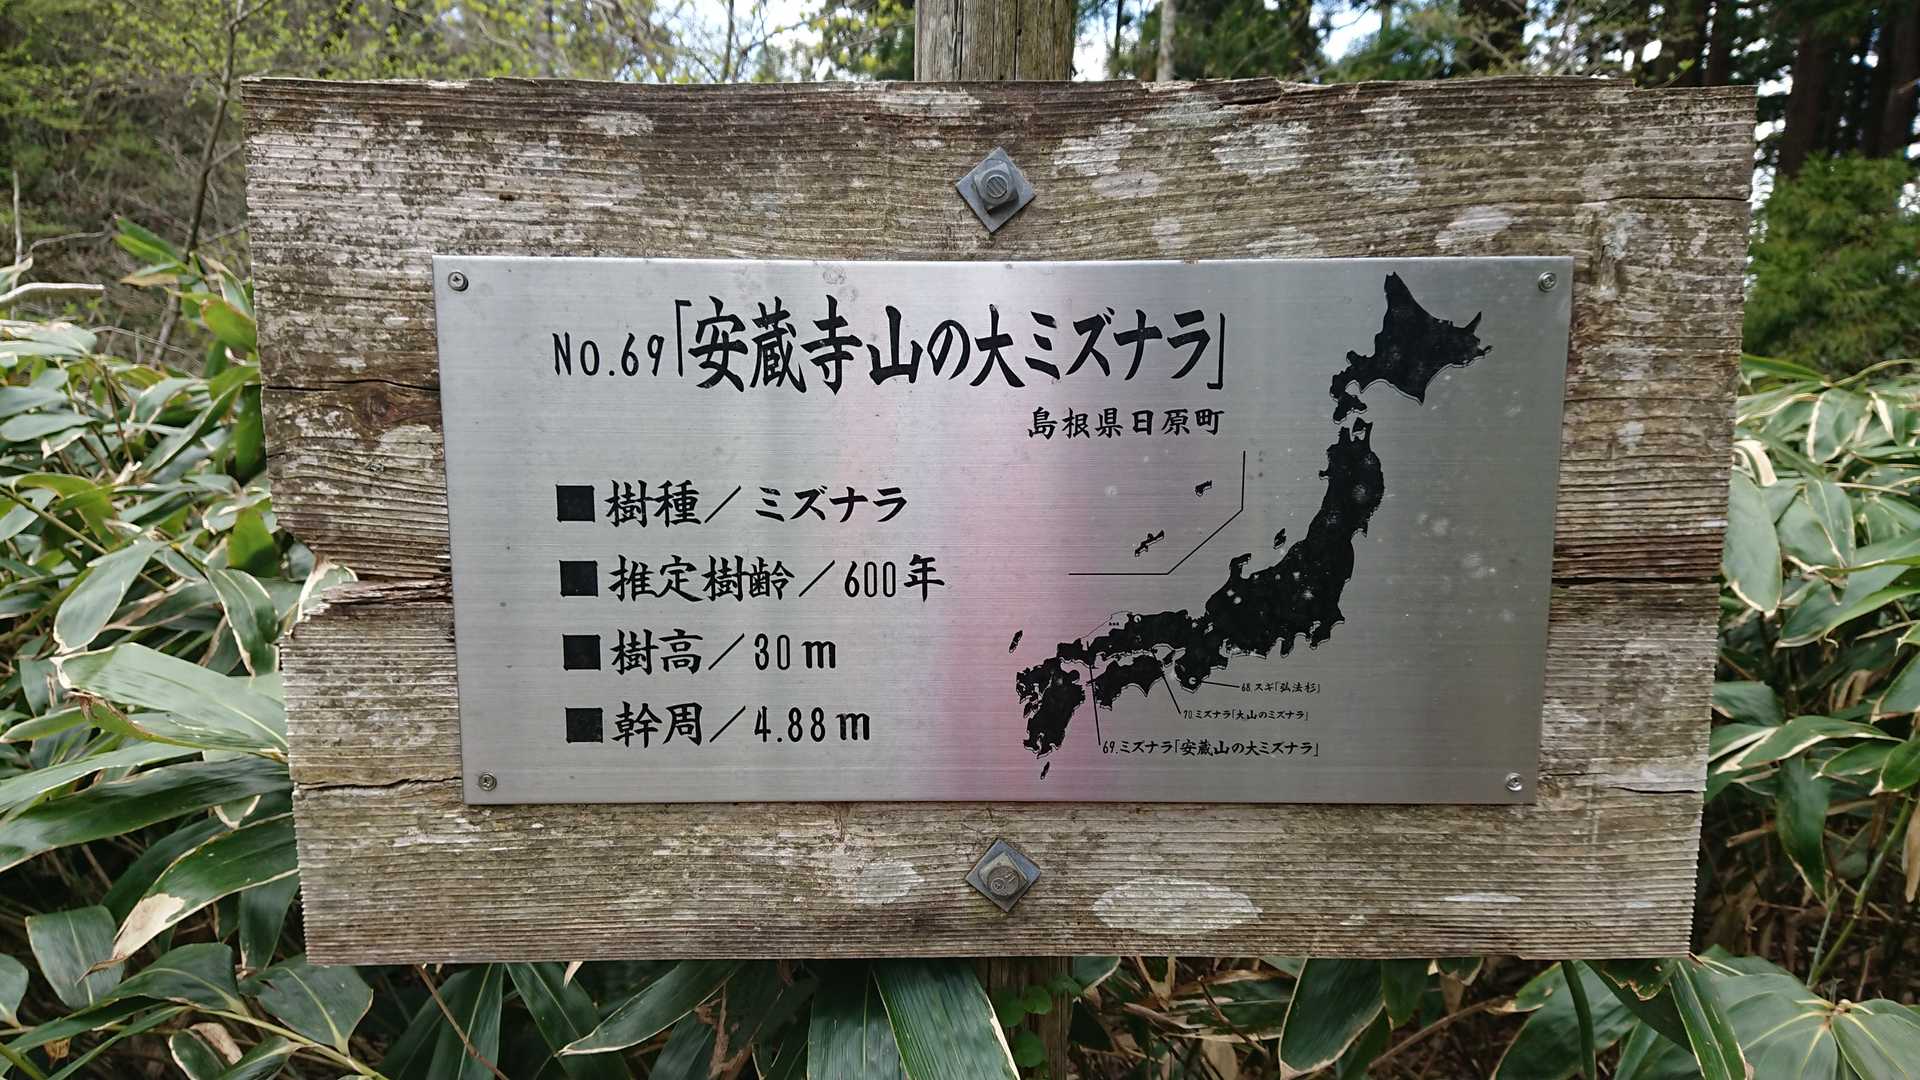 No.69「安蔵寺山の大ミズナラ」
島根県日原町
■樹種／ミズナラ
■推定樹齢／600年
■樹高／30m
■幹周／4.88m
68.スギ「弘法杉」
70.ミズナラ「大山のミズナラ」
69.ミズナラ「安蔵山の大ミズナラ」